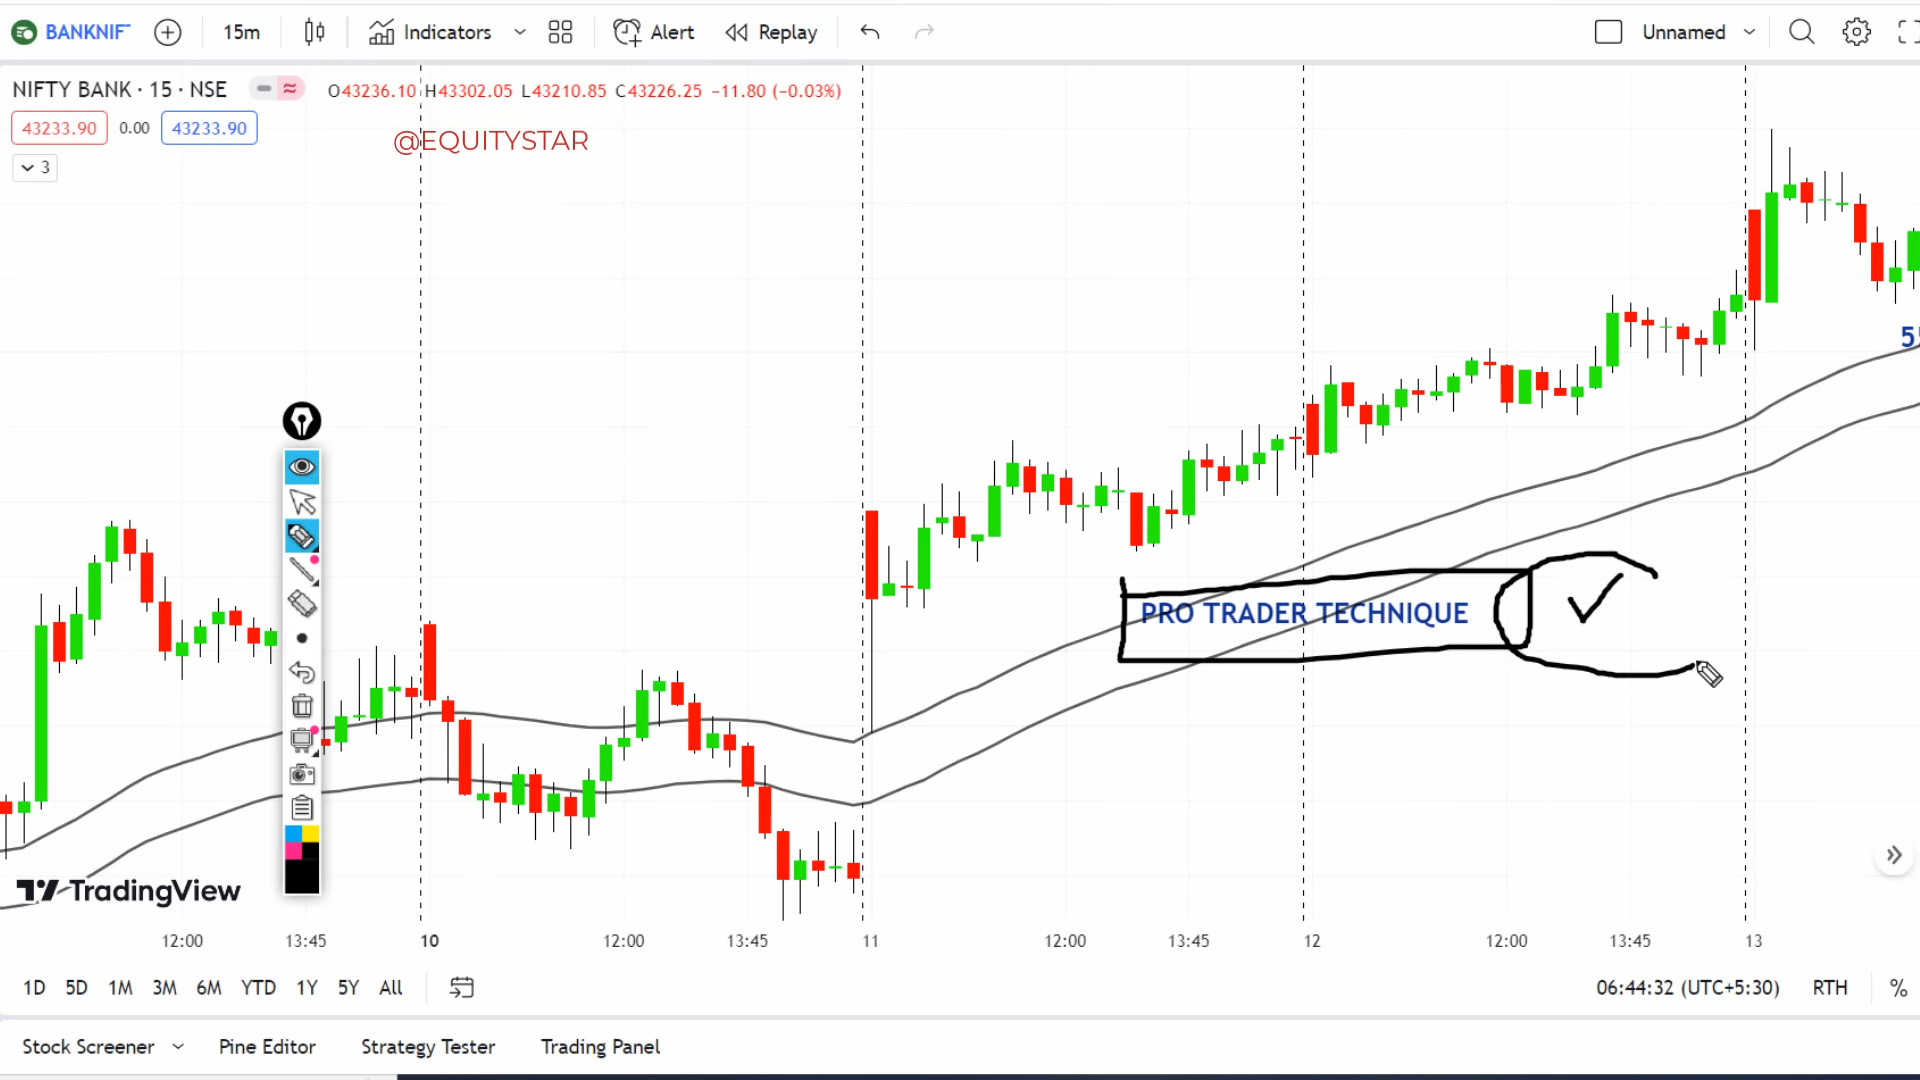 BANKNIF
15m
Indicators
Alert
Replay
Unnamed
NIFTY BANK · 15 · NSE
O43236.10 H43302.05 L43210.85 C43226.25 −11.80 (−0.03%)
43233.90 0.00 43233.90
@EQUITYSTAR
3
PRO TRADER TECHNIQUE
TradingView
12:00 13:45 10 12:00 13:45 11 12:00 13:45 12 12:00 13:45 13
1D 5D 1M 3M 6M YTD 1Y 5Y All
06:44:32 (UTC+5:30) RTH %
Stock Screener Pine Editor Strategy Tester Trading Panel